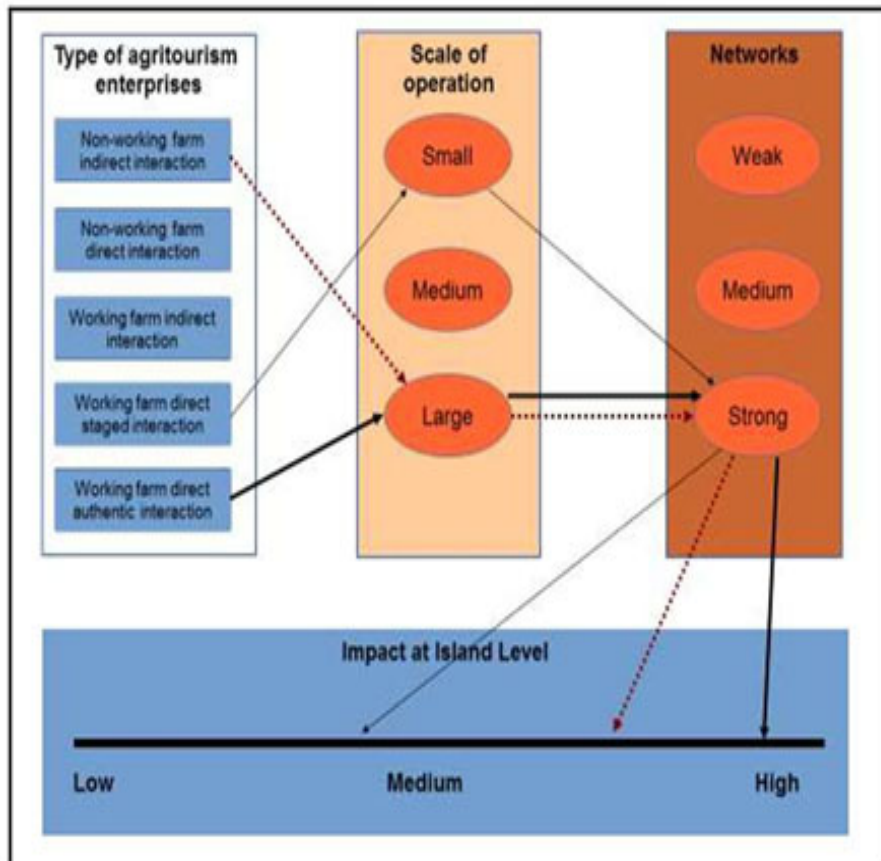 Type of agritourism
enterprises
Non-working farm
indirect interaction
Non-working farm
direct interaction
Working farm indirect
interaction
Working farm direct
staged interaction
Working farm direct
authentic interaction
Scale of
operation
Small
Medium
Large
Networks
Weak
Medium
Strong
Impact at Island Level
Low
Medium
High